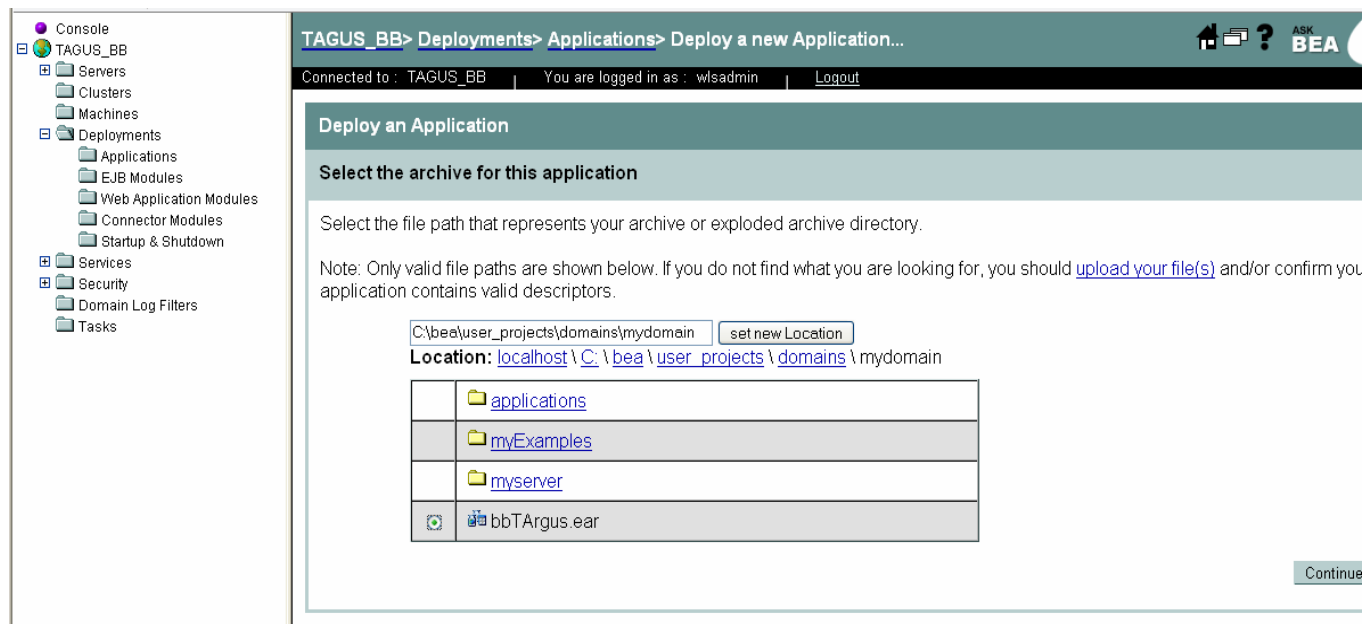 Console
TAGUS_BB
Servers
Clusters
Machines
Deployments
Applications
EJB Modules
Web Application Modules
Connector Modules
Startup & Shutdown
Services
Security
Domain Log Filters
Tasks
TAGUS_BB> Deployments> Applications> Deploy a new Application...
? ASK BEA
Connected to : TAGUS_BB You are logged in as : wlsadmin Logout
Deploy an Application
Select the archive for this application
Select the file path that represents your archive or exploded archive directory.
Note: Only valid file paths are shown below. If you do not find what you are looking for, you should upload your file(s) and/or confirm you
application contains valid descriptors.
C:\bea\user_projects\domains\mydomain set new Location
Location: localhost \ C: \ bea \ user_projects \ domains \ mydomain
applications
myExamples
myserver
bbTArgus.ear
Continue